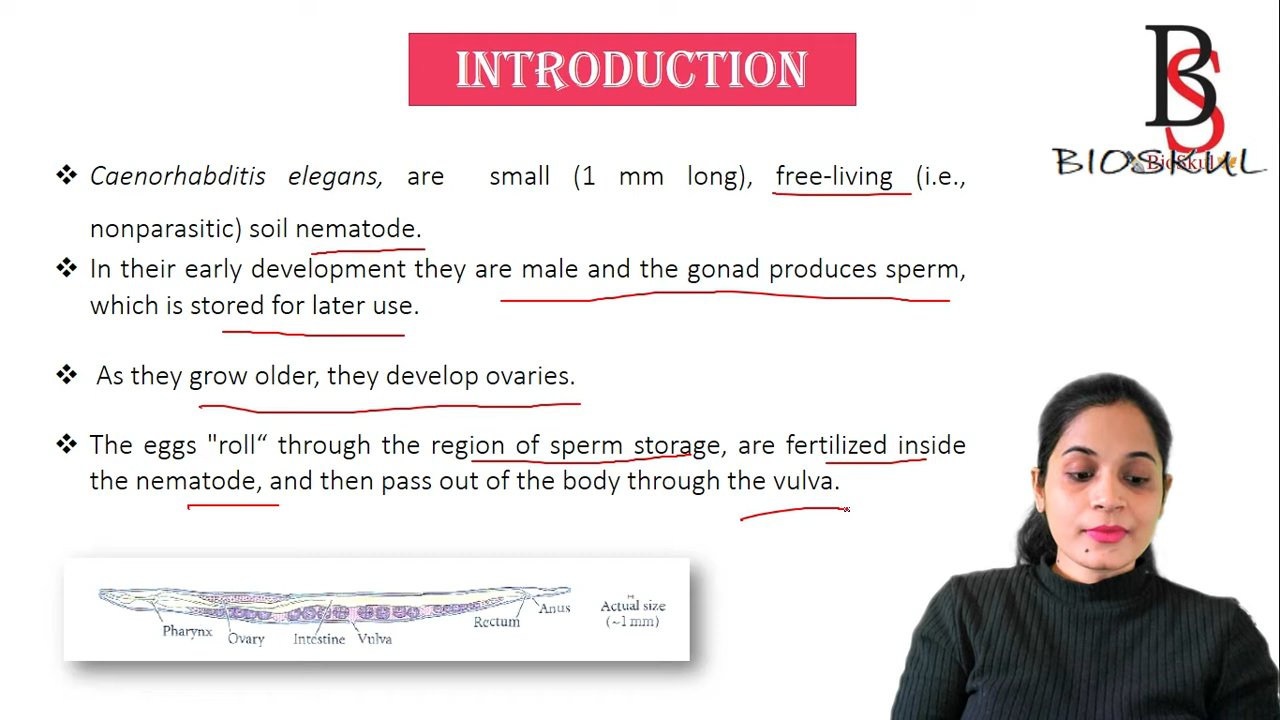 INTRODUCTION
BS
BIOSKUL
BioSkul
❖ Caenorhabditis elegans, are small (1 mm long), free-living (i.e.,
nonparasitic) soil nematode.
❖ In their early development they are male and the gonad produces sperm,
which is stored for later use.
❖ As they grow older, they develop ovaries.
❖ The eggs "roll“ through the region of sperm storage, are fertilized inside
the nematode, and then pass out of the body through the vulva.
Pharynx Ovary Intestine Vulva Rectum Anus
Actual size
(~1 mm)